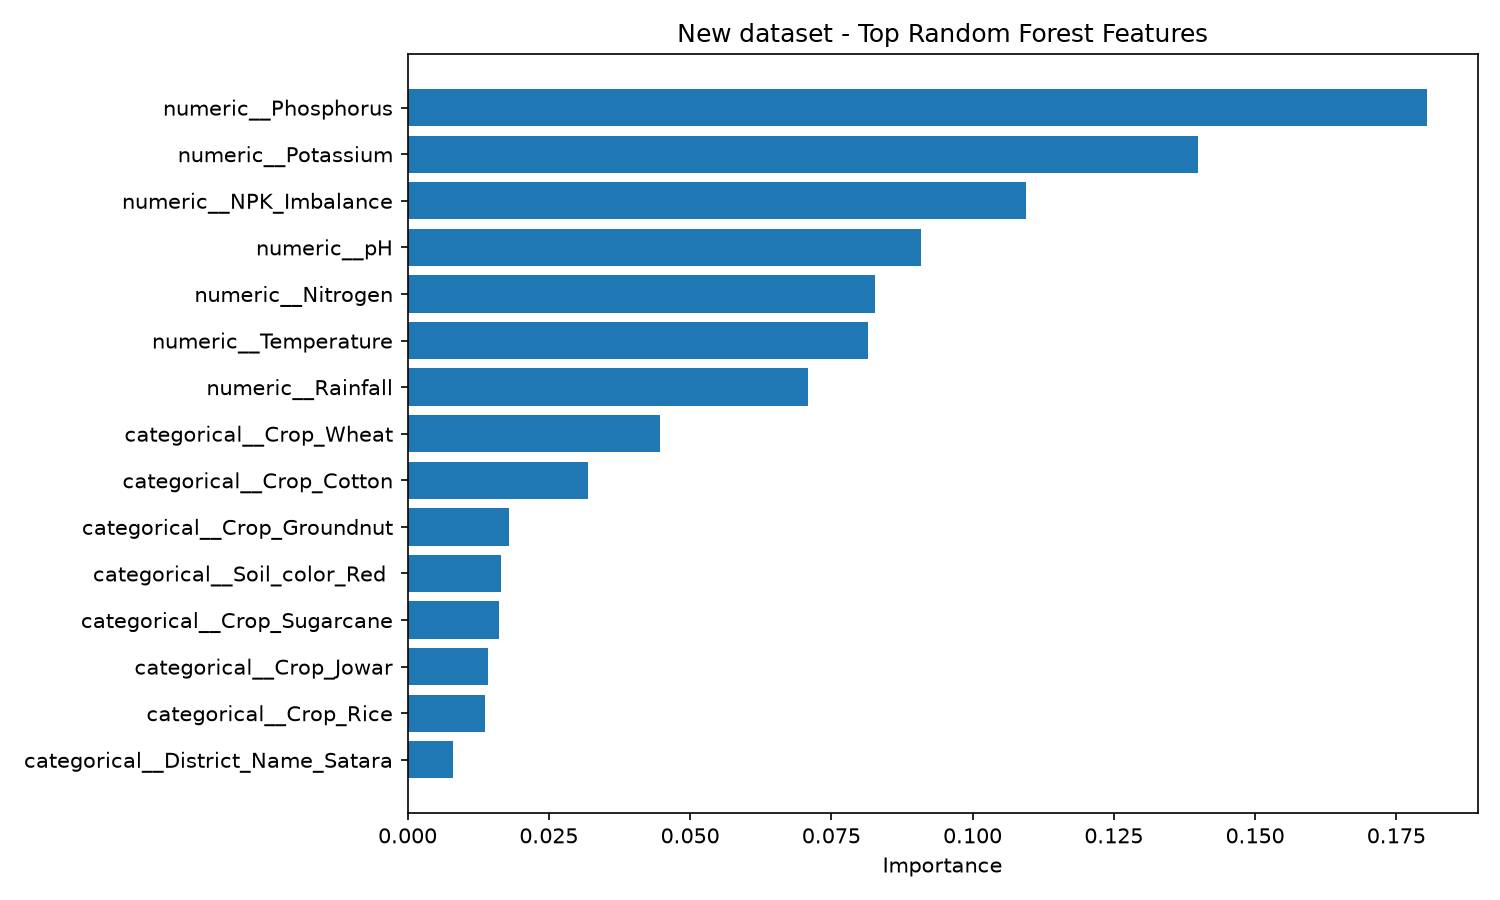 New dataset - Top Random Forest Features
numeric__Phosphorus
numeric__Potassium
numeric__NPK_Imbalance
numeric__pH
numeric__Nitrogen
numeric__Temperature
numeric__Rainfall
categorical__Crop_Wheat
categorical__Crop_Cotton
categorical__Crop_Groundnut
categorical__Soil_color_Red
categorical__Crop_Sugarcane
categorical__Crop_Jowar
categorical__Crop_Rice
categorical__District_Name_Satara
0.000 0.025 0.050 0.075 0.100 0.125 0.150 0.175
Importance